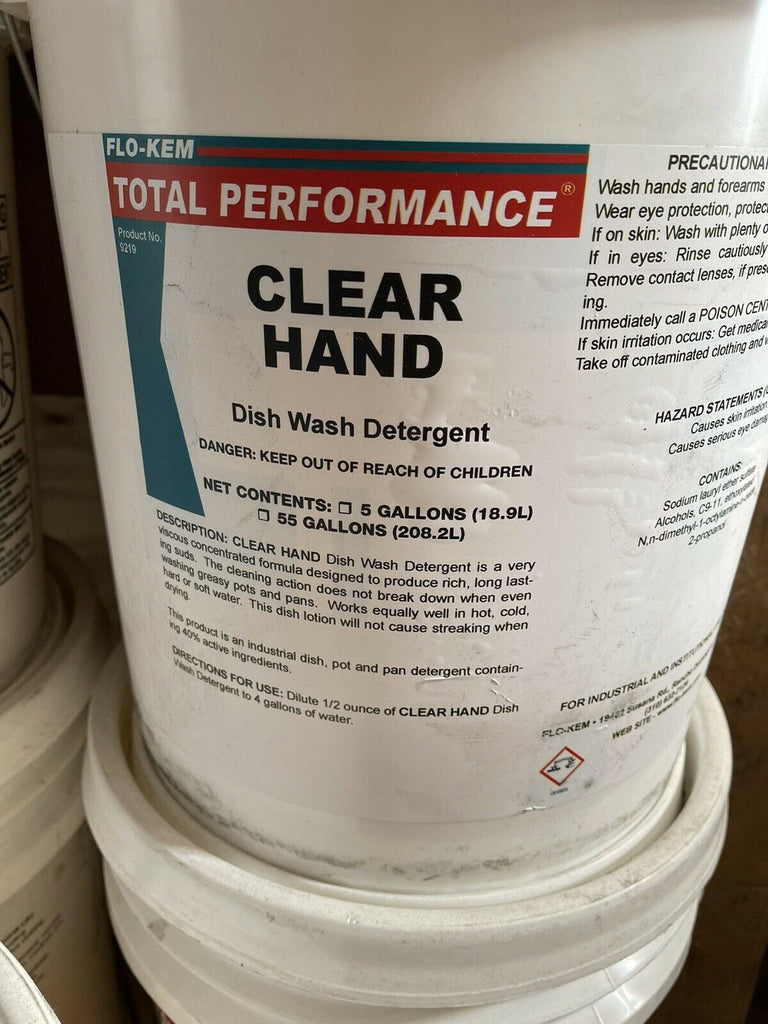 FLO-KEM
TOTAL PERFORMANCE®
Product No.
9219
CLEAR
HAND
Dish Wash Detergent
DANGER: KEEP OUT OF REACH OF CHILDREN
NET CONTENTS: ☐ 5 GALLONS (18.9L)
☐ 55 GALLONS (208.2L)
DESCRIPTION: CLEAR HAND Dish Wash Detergent is a very
viscous concentrated formula designed to produce rich, long last-
ing suds. The cleaning action does not break down when even
washing greasy pots and pans. Works equally well in hot, cold,
hard or soft water. This dish lotion will not cause streaking when
drying.
This product is an industrial dish, pot and pan detergent contain-
ing 40% active ingredients.
DIRECTIONS FOR USE: Dilute 1/2 ounce of CLEAR HAND Dish
Wash Detergent to 4 gallons of water.
PRECAUTIONA
Wash hands and forearms
Wear eye protection, protec
If on skin: Wash with plenty o
If in eyes: Rinse cautiously
Remove contact lenses, if pres
ing.
Immediately call a POISON CENT
If skin irritation occurs: Get medica
Take off contaminated clothing and w
HAZARD STATEMENTS
Causes skin irritation
Causes serious eye dama
CONTAINS:
Sodium lauryl ether sulfate
Alcohols, C9-11, ethoxylated
2-propanol
FOR INDUSTRIAL AND INSTITUTIONAL
FLO-KEM • Susana Rd.,
WEB SITE -